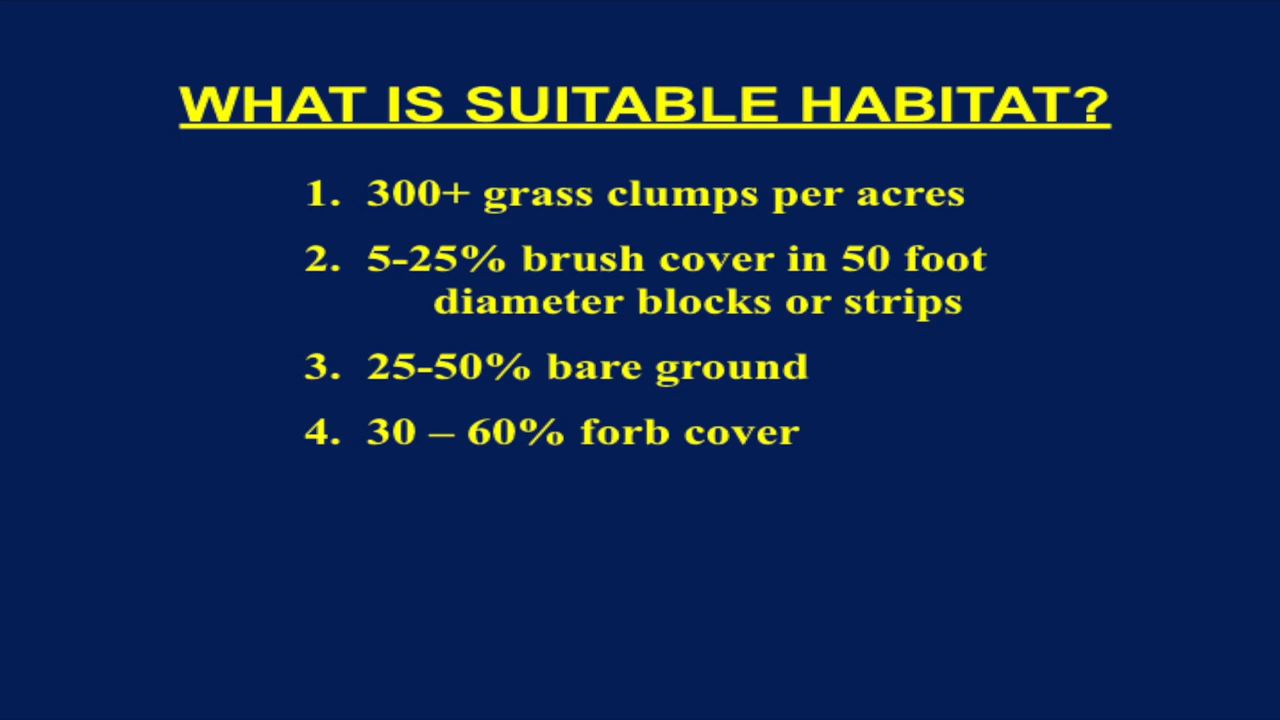 WHAT IS SUITABLE HABITAT?
1. 300+ grass clumps per acres
2. 5-25% brush cover in 50 foot
diameter blocks or strips
3. 25-50% bare ground
4. 30 – 60% forb cover